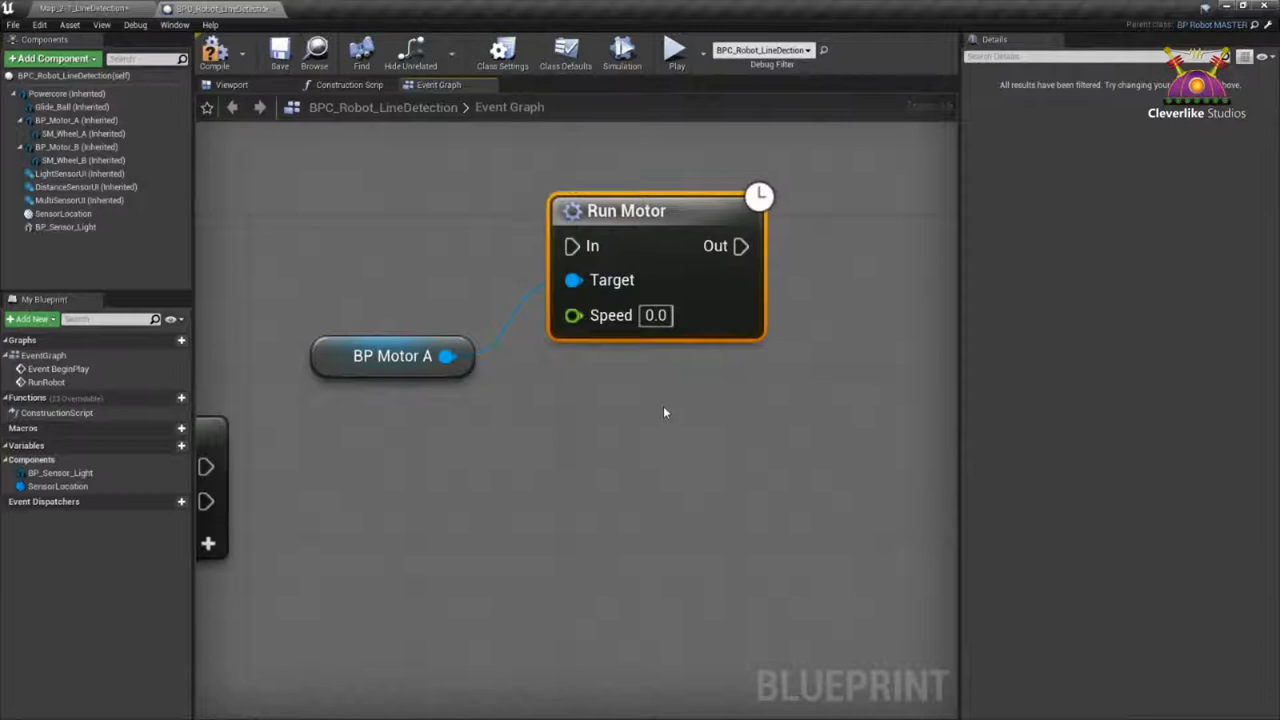 Map_2-1_LineDetection*
BPC_Robot_LineDetection*
File
Edit
Asset
View
Debug
Window
Help
Parent class: BP Robot MASTER
Components
+ Add Component
Search
BPC_Robot_LineDetection(self)
Powercore (Inherited)
Glide_Ball (Inherited)
BP_Motor_A (Inherited)
SM_Wheel_A (Inherited)
BP_Motor_B (Inherited)
SM_Wheel_B (Inherited)
LightSensorUI (Inherited)
DistanceSensorUI (Inherited)
MultiSensorUI (Inherited)
SensorLocation
BP_Sensor_Light
My Blueprint
+ Add New
Search
Graphs
EventGraph
Event BeginPlay
RunRobot
Functions (23 Overridable)
ConstructionScript
Macros
Variables
Components
BP_Sensor_Light
SensorLocation
Event Dispatchers
Compile
Save
Browse
Find
Hide Unrelated
Class Settings
Class Defaults
Simulation
Play
BPC_Robot_LineDection
Debug Filter
Viewport
Construction Scrip
Event Graph
BPC_Robot_LineDetection > Event Graph
Run Motor
In
Out
Target
Speed 0.0
BP Motor A
BLUEPRINT
Details
Search Details
All results have been filtered. Try changing your
above.
Cleverlike Studios